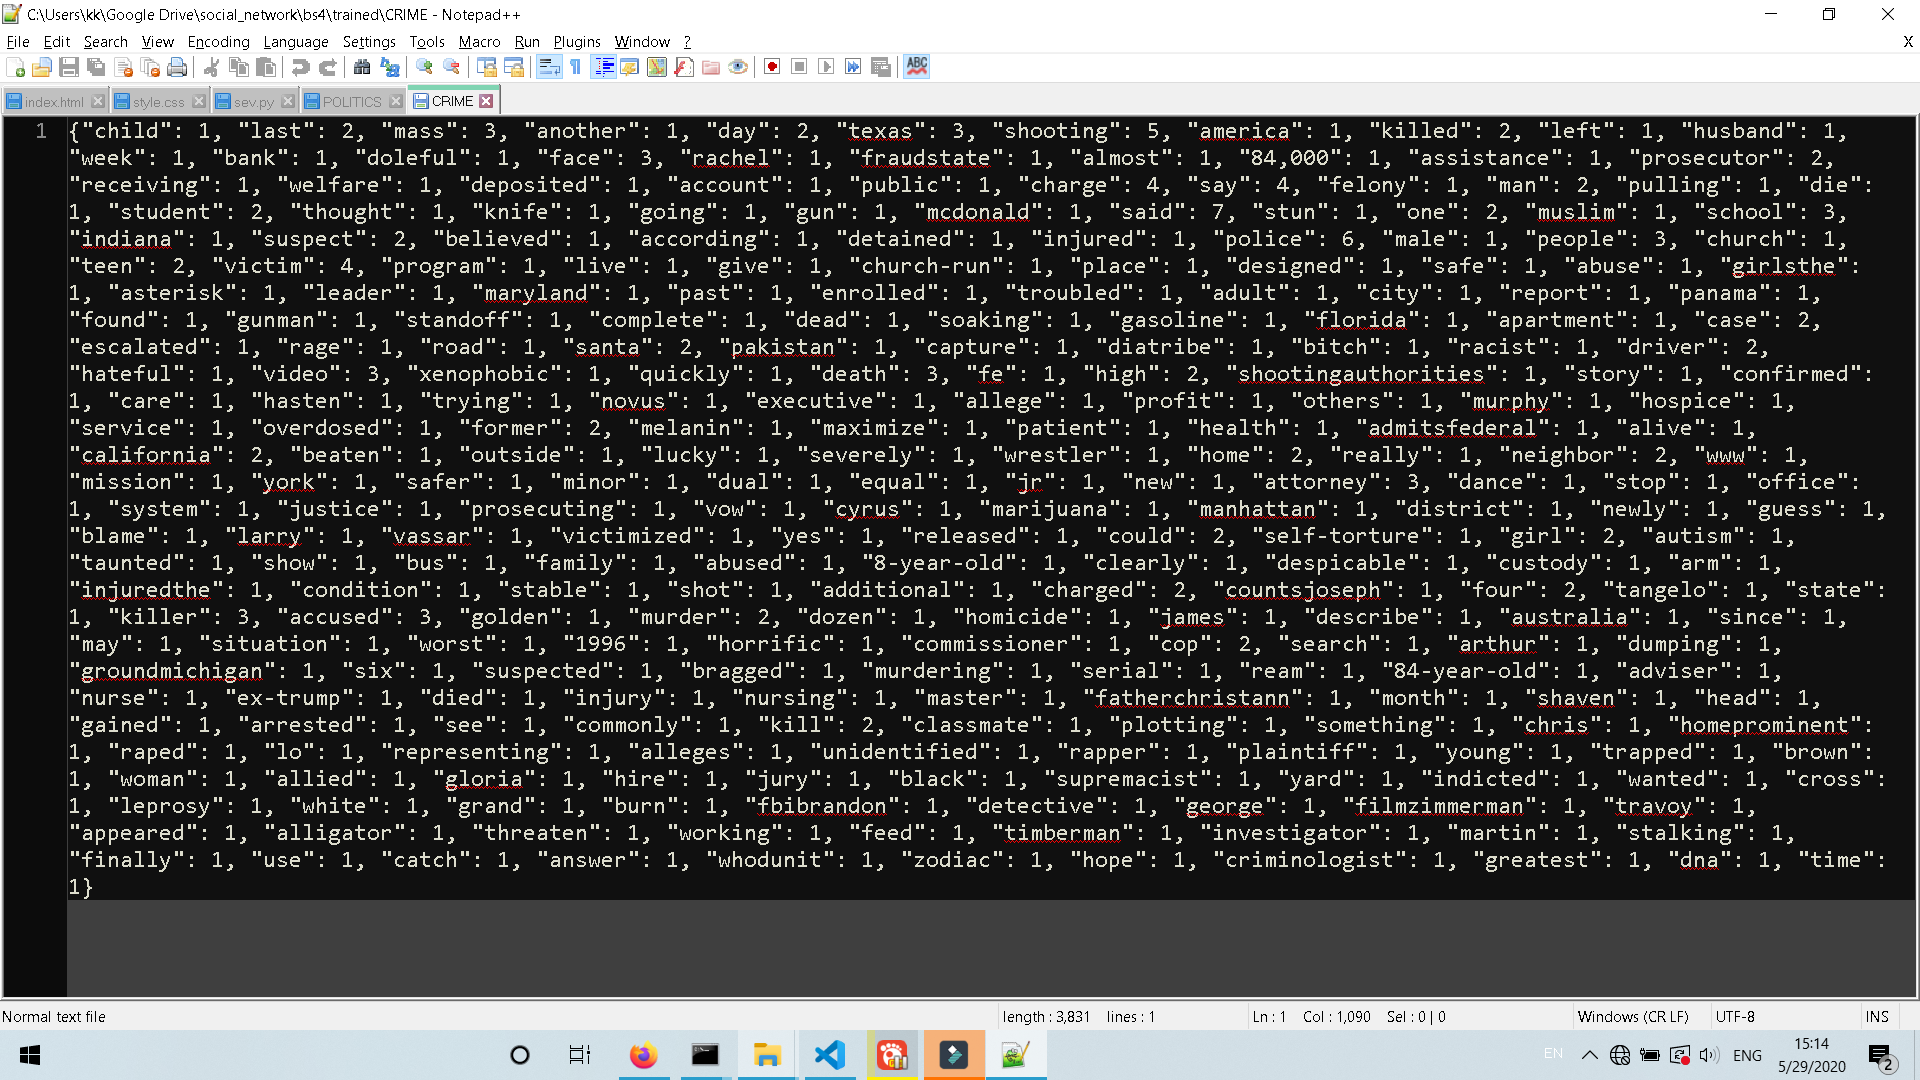 C:\Users\kk\Google Drive\social_network\bs4\trained\CRIME - Notepad++
File Edit Search View Encoding Language Settings Tools Macro Run Plugins Window ? X
ABC
index.html style.css sev.py POLITICS CRIME
1 {"child": 1, "last": 2, "mass": 3, "another": 1, "day": 2, "texas": 3, "shooting": 5, "america": 1, "killed": 2, "left": 1, "husband": 1,
"week": 1, "bank": 1, "doleful": 1, "face": 3, "rachel": 1, "fraudstate": 1, "almost": 1, "84,000": 1, "assistance": 1, "prosecutor": 2,
"receiving": 1, "welfare": 1, "deposited": 1, "account": 1, "public": 1, "charge": 4, "say": 4, "felony": 1, "man": 2, "pulling": 1, "die":
1, "student": 2, "thought": 1, "knife": 1, "going": 1, "gun": 1, "mcdonald": 1, "said": 7, "stun": 1, "one": 2, "muslim": 1, "school": 3,
"indiana": 1, "suspect": 2, "believed": 1, "according": 1, "detained": 1, "injured": 1, "police": 6, "male": 1, "people": 3, "church": 1,
"teen": 2, "victim": 4, "program": 1, "live": 1, "give": 1, "church-run": 1, "place": 1, "designed": 1, "safe": 1, "abuse": 1, "girlsthe":
1, "asterisk": 1, "leader": 1, "maryland": 1, "past": 1, "enrolled": 1, "troubled": 1, "adult": 1, "city": 1, "report": 1, "panama": 1,
"found": 1, "gunman": 1, "standoff": 1, "complete": 1, "dead": 1, "soaking": 1, "gasoline": 1, "florida": 1, "apartment": 1, "case": 2,
"escalated": 1, "rage": 1, "road": 1, "santa": 2, "pakistan": 1, "capture": 1, "diatribe": 1, "bitch": 1, "racist": 1, "driver": 2,
"hateful": 1, "video": 3, "xenophobic": 1, "quickly": 1, "death": 3, "fe": 1, "high": 2, "shootingauthorities": 1, "story": 1, "confirmed":
1, "care": 1, "hasten": 1, "trying": 1, "novus": 1, "executive": 1, "allege": 1, "profit": 1, "others": 1, "murphy": 1, "hospice": 1,
"service": 1, "overdosed": 1, "former": 2, "melanin": 1, "maximize": 1, "patient": 1, "health": 1, "admitsfederal": 1, "alive": 1,
"california": 2, "beaten": 1, "outside": 1, "lucky": 1, "severely": 1, "wrestler": 1, "home": 2, "really": 1, "neighbor": 2, "www": 1,
"mission": 1, "york": 1, "safer": 1, "minor": 1, "dual": 1, "equal": 1, "jr": 1, "new": 1, "attorney": 3, "dance": 1, "stop": 1, "office":
1, "system": 1, "justice": 1, "prosecuting": 1, "vow": 1, "cyrus": 1, "marijuana": 1, "manhattan": 1, "district": 1, "newly": 1, "guess": 1,
"blame": 1, "larry": 1, "vassar": 1, "victimized": 1, "yes": 1, "released": 1, "could": 2, "self-torture": 1, "girl": 2, "autism": 1,
"taunted": 1, "show": 1, "bus": 1, "family": 1, "abused": 1, "8-year-old": 1, "clearly": 1, "despicable": 1, "custody": 1, "arm": 1,
"injuredthe": 1, "condition": 1, "stable": 1, "shot": 1, "additional": 1, "charged": 2, "countsjoseph": 1, "four": 2, "tangelo": 1, "state":
1, "killer": 3, "accused": 3, "golden": 1, "murder": 2, "dozen": 1, "homicide": 1, "james": 1, "describe": 1, "australia": 1, "since": 1,
"may": 1, "situation": 1, "worst": 1, "1996": 1, "horrific": 1, "commissioner": 1, "cop": 2, "search": 1, "arthur": 1, "dumping": 1,
"groundmichigan": 1, "six": 1, "suspected": 1, "bragged": 1, "murdering": 1, "serial": 1, "ream": 1, "84-year-old": 1, "adviser": 1,
"nurse": 1, "ex-trump": 1, "died": 1, "injury": 1, "nursing": 1, "master": 1, "fatherchristann": 1, "month": 1, "shaven": 1, "head": 1,
"gained": 1, "arrested": 1, "see": 1, "commonly": 1, "kill": 2, "classmate": 1, "plotting": 1, "something": 1, "chris": 1, "homeprominent":
1, "raped": 1, "lo": 1, "representing": 1, "alleges": 1, "unidentified": 1, "rapper": 1, "plaintiff": 1, "young": 1, "trapped": 1, "brown":
1, "woman": 1, "allied": 1, "gloria": 1, "hire": 1, "jury": 1, "black": 1, "supremacist": 1, "yard": 1, "indicted": 1, "wanted": 1, "cross":
1, "leprosy": 1, "white": 1, "grand": 1, "burn": 1, "fbibrandon": 1, "detective": 1, "george": 1, "filmzimmerman": 1, "travoy": 1,
"appeared": 1, "alligator": 1, "threaten": 1, "working": 1, "feed": 1, "timberman": 1, "investigator": 1, "martin": 1, "stalking": 1,
"finally": 1, "use": 1, "catch": 1, "answer": 1, "whodunit": 1, "zodiac": 1, "hope": 1, "criminologist": 1, "greatest": 1, "dna": 1, "time":
1}
Normal text file length : 3,831 lines : 1 Ln : 1 Col : 1,090 Sel : 0 | 0 Windows (CR LF) UTF-8 INS
EN ENG 15:14
5/29/2020 2